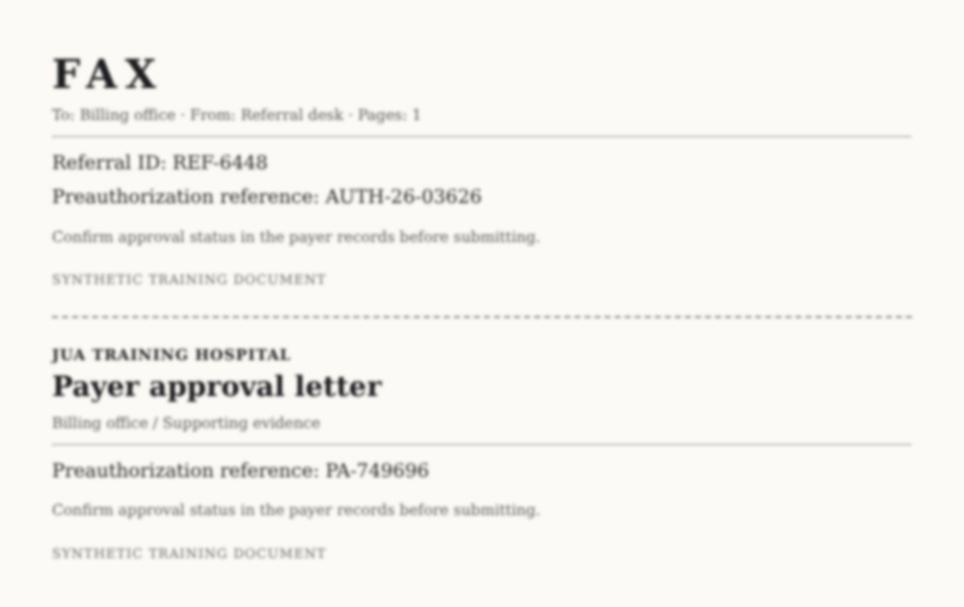 FAX
To: Billing office · From: Referral desk · Pages: 1
Referral ID: REF-6448
Preauthorization reference: AUTH-26-03626
Confirm approval status in the payer records before submitting.
SYNTHETIC TRAINING DOCUMENT
JUA TRAINING HOSPITAL
Payer approval letter
Billing office / Supporting evidence
Preauthorization reference: PA-749696
Confirm approval status in the payer records before submitting.
SYNTHETIC TRAINING DOCUMENT